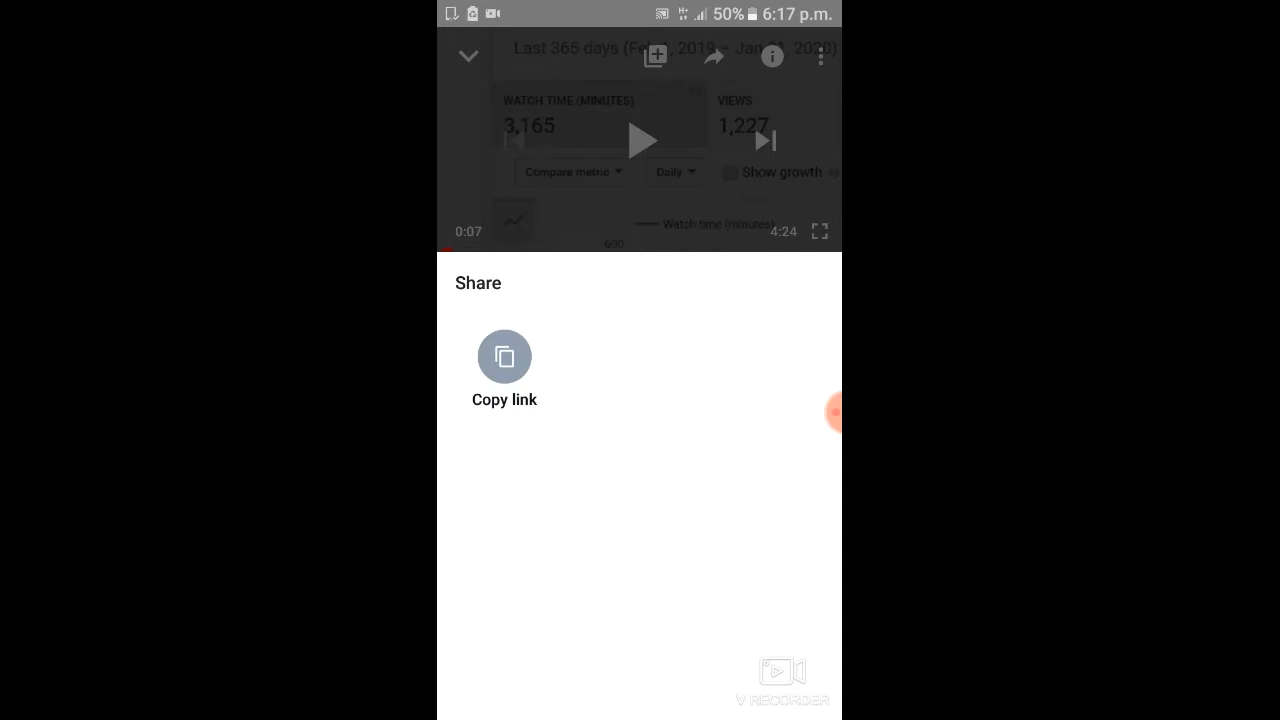 50% 6:17 p.m.
Last 365 days (Feb 1, 2019 – Jan 31, 2020)
WATCH TIME (MINUTES) VIEWS
3,165 1,227
Compare metric Daily Show growth
Watch time (minutes)
0:07 4:24
600
Share
Copy link
V RECORDER